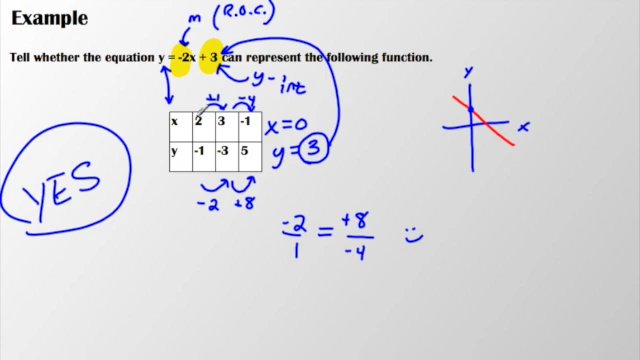 Example
m (R.O.C.)
Tell whether the equation y = -2x + 3 can represent the following function.
y-int
+1 -4
x 2 3 -1
y -1 -3 5
x=0
y=3
-2 +8
YES
-2/1 = +8/-4
y
x